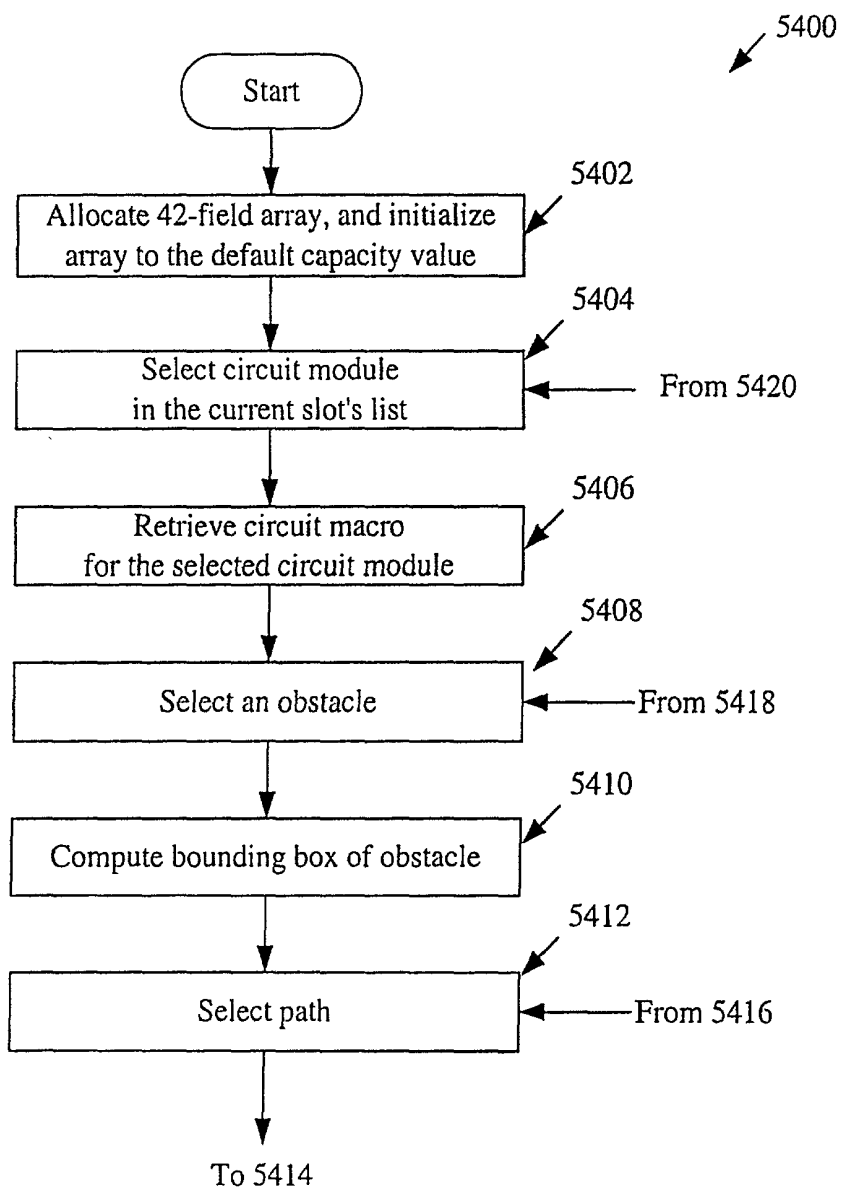 5400
Start
5402
Allocate 42-field array, and initialize
array to the default capacity value
5404
Select circuit module
in the current slot's list
From 5420
5406
Retrieve circuit macro
for the selected circuit module
5408
Select an obstacle
From 5418
5410
Compute bounding box of obstacle
5412
Select path
From 5416
To 5414